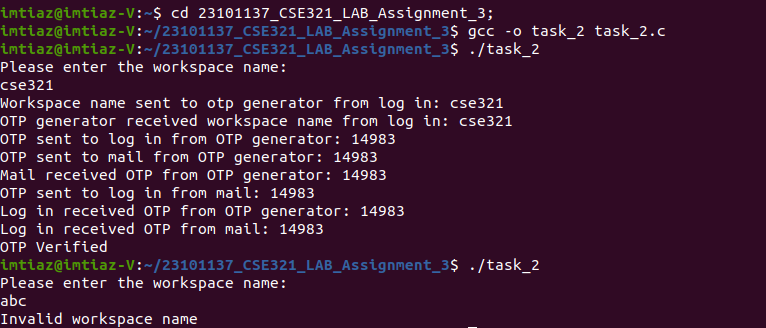 imtiaz@imtiaz-V:~$ cd 23101137_CSE321_LAB_Assignment_3;
imtiaz@imtiaz-V:~/23101137_CSE321_LAB_Assignment_3$ gcc -o task_2 task_2.c
imtiaz@imtiaz-V:~/23101137_CSE321_LAB_Assignment_3$ ./task_2
Please enter the workspace name:
cse321
Workspace name sent to otp generator from log in: cse321
OTP generator received workspace name from log in: cse321
OTP sent to log in from OTP generator: 14983
OTP sent to mail from OTP generator: 14983
Mail received OTP from OTP generator: 14983
OTP sent to log in from mail: 14983
Log in received OTP from OTP generator: 14983
Log in received OTP from mail: 14983
OTP Verified
imtiaz@imtiaz-V:~/23101137_CSE321_LAB_Assignment_3$ ./task_2
Please enter the workspace name:
abc
Invalid workspace name